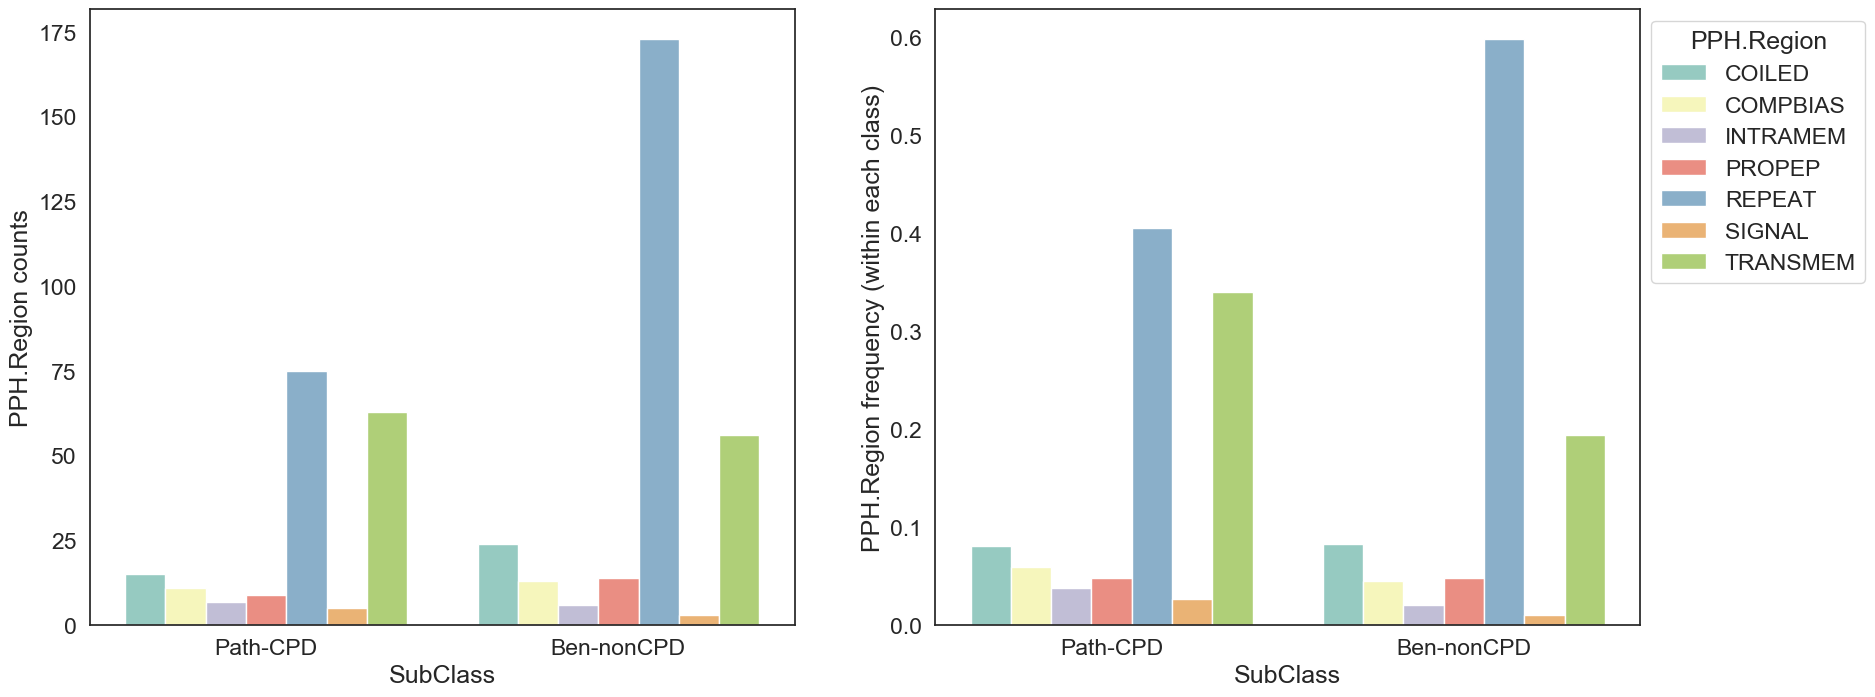 PPH.Region counts
175
150
125
100
75
50
25
0
Path-CPD
Ben-nonCPD
SubClass
PPH.Region frequency (within each class)
0.6
0.5
0.4
0.3
0.2
0.1
0.0
Path-CPD
Ben-nonCPD
SubClass
PPH.Region
COILED
COMPBIAS
INTRAMEM
PROPEP
REPEAT
SIGNAL
TRANSMEM